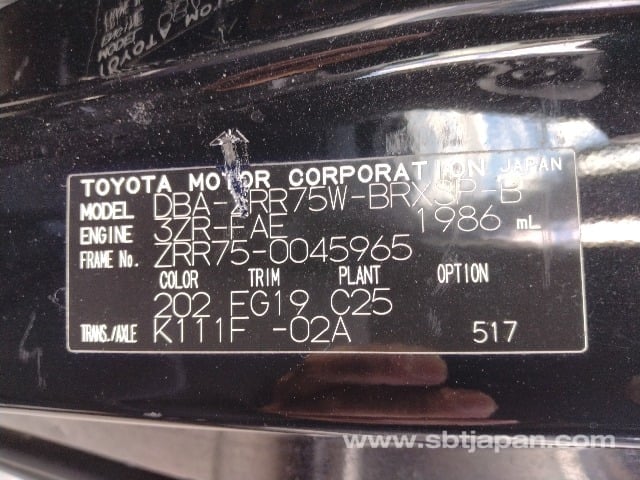 TOYOTA MOTOR CORPORATION JAPAN
MODEL DBA-ZRR75W-BRXSP-B
ENGINE 3ZR-FAE 1986 mL
FRAME No. ZRR75-0045965
COLOR TRIM PLANT OPTION
202 FG19 C25
TRANS./AXLE K111F -02A 517
www.sbtjapan.com